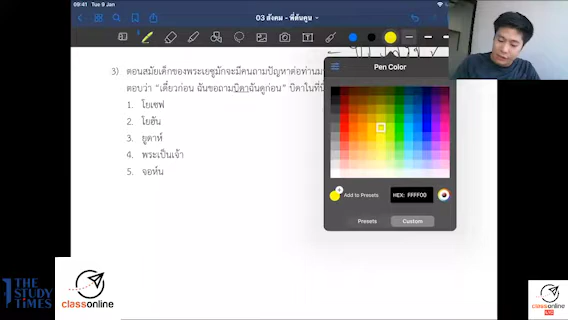 09:41 Tue 9 Jan
03 สังคม - พี่ต้นคูน
Pen Color
3) ตอนสมัยเด็กของพระเยซูมักจะมีคนถามปัญหาต่อท่านม
ตอบว่า "เดี๋ยวก่อน ฉันขอถามบิดาฉันดูก่อน" บิดาในที่นี้
1. โยเซฟ
2. โยฮัน
3. ยูดาห์
4. พระเป็นเจ้า
5. จอห์น
Add to Presets HEX: FFFF00
Presets Custom
THE STUDY TIMES
classonline
classonline